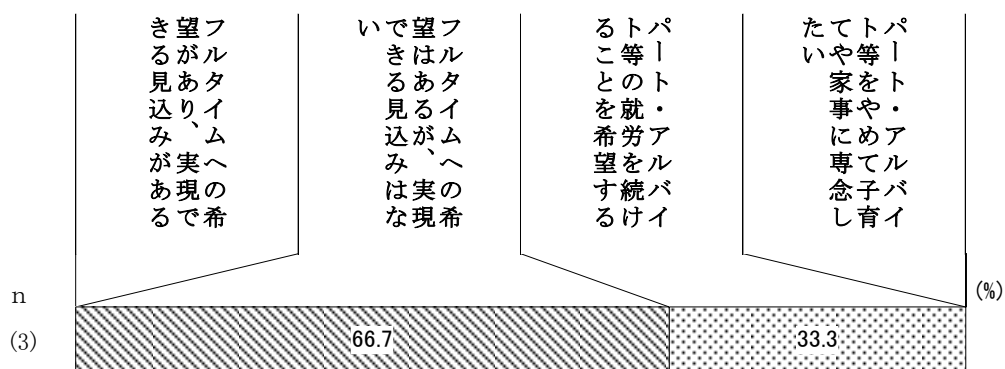 フルタイムへの希
望があり、実現で
きる見込みがある
フルタイムへの希
望はあるが、実現
できる見込みはな
い
パート・アルバイ
ト等の就労を続け
ることを希望する
パート・アルバイ
ト等をやめて子育
てや家事に専念し
たい
(%)
n
(3)
66.7
33.3